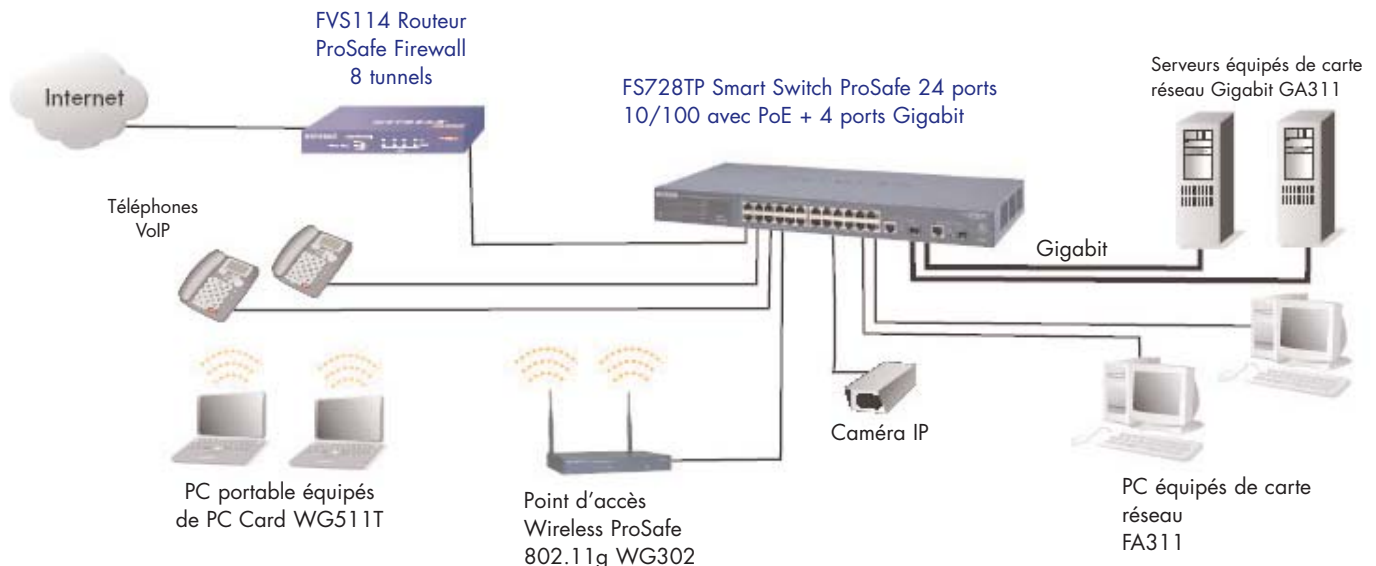 FVS114 Routeur
ProSafe Firewall
8 tunnels
Internet
FS728TP Smart Switch ProSafe 24 ports
10/100 avec PoE + 4 ports Gigabit
Serveurs équipés de carte
réseau Gigabit GA311
Téléphones
VoIP
Gigabit
Caméra IP
PC portable équipés
de PC Card WG511T
Point d’accès
Wireless ProSafe
802.11g WG302
PC équipés de carte
réseau
FA311